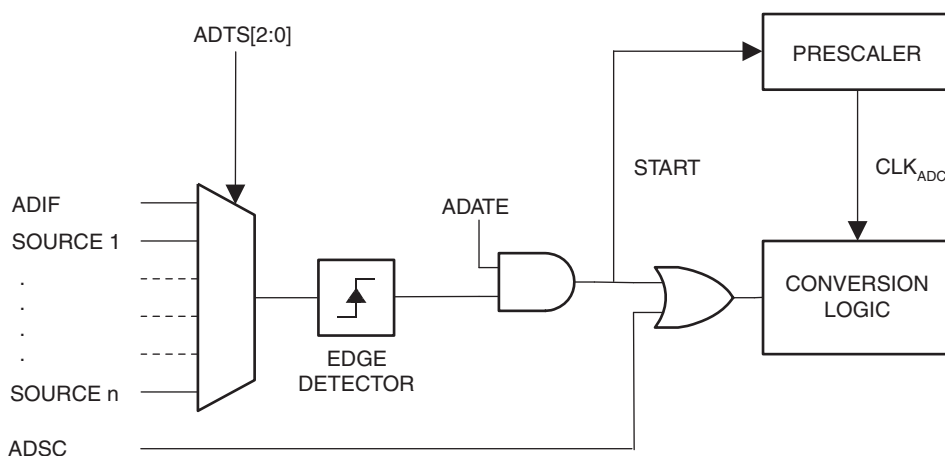 ADTS[2:0]
PRESCALER
START
CLKADC
ADIF
ADATE
SOURCE 1
.
.
.
.
CONVERSION
LOGIC
EDGE
DETECTOR
SOURCE n
ADSC